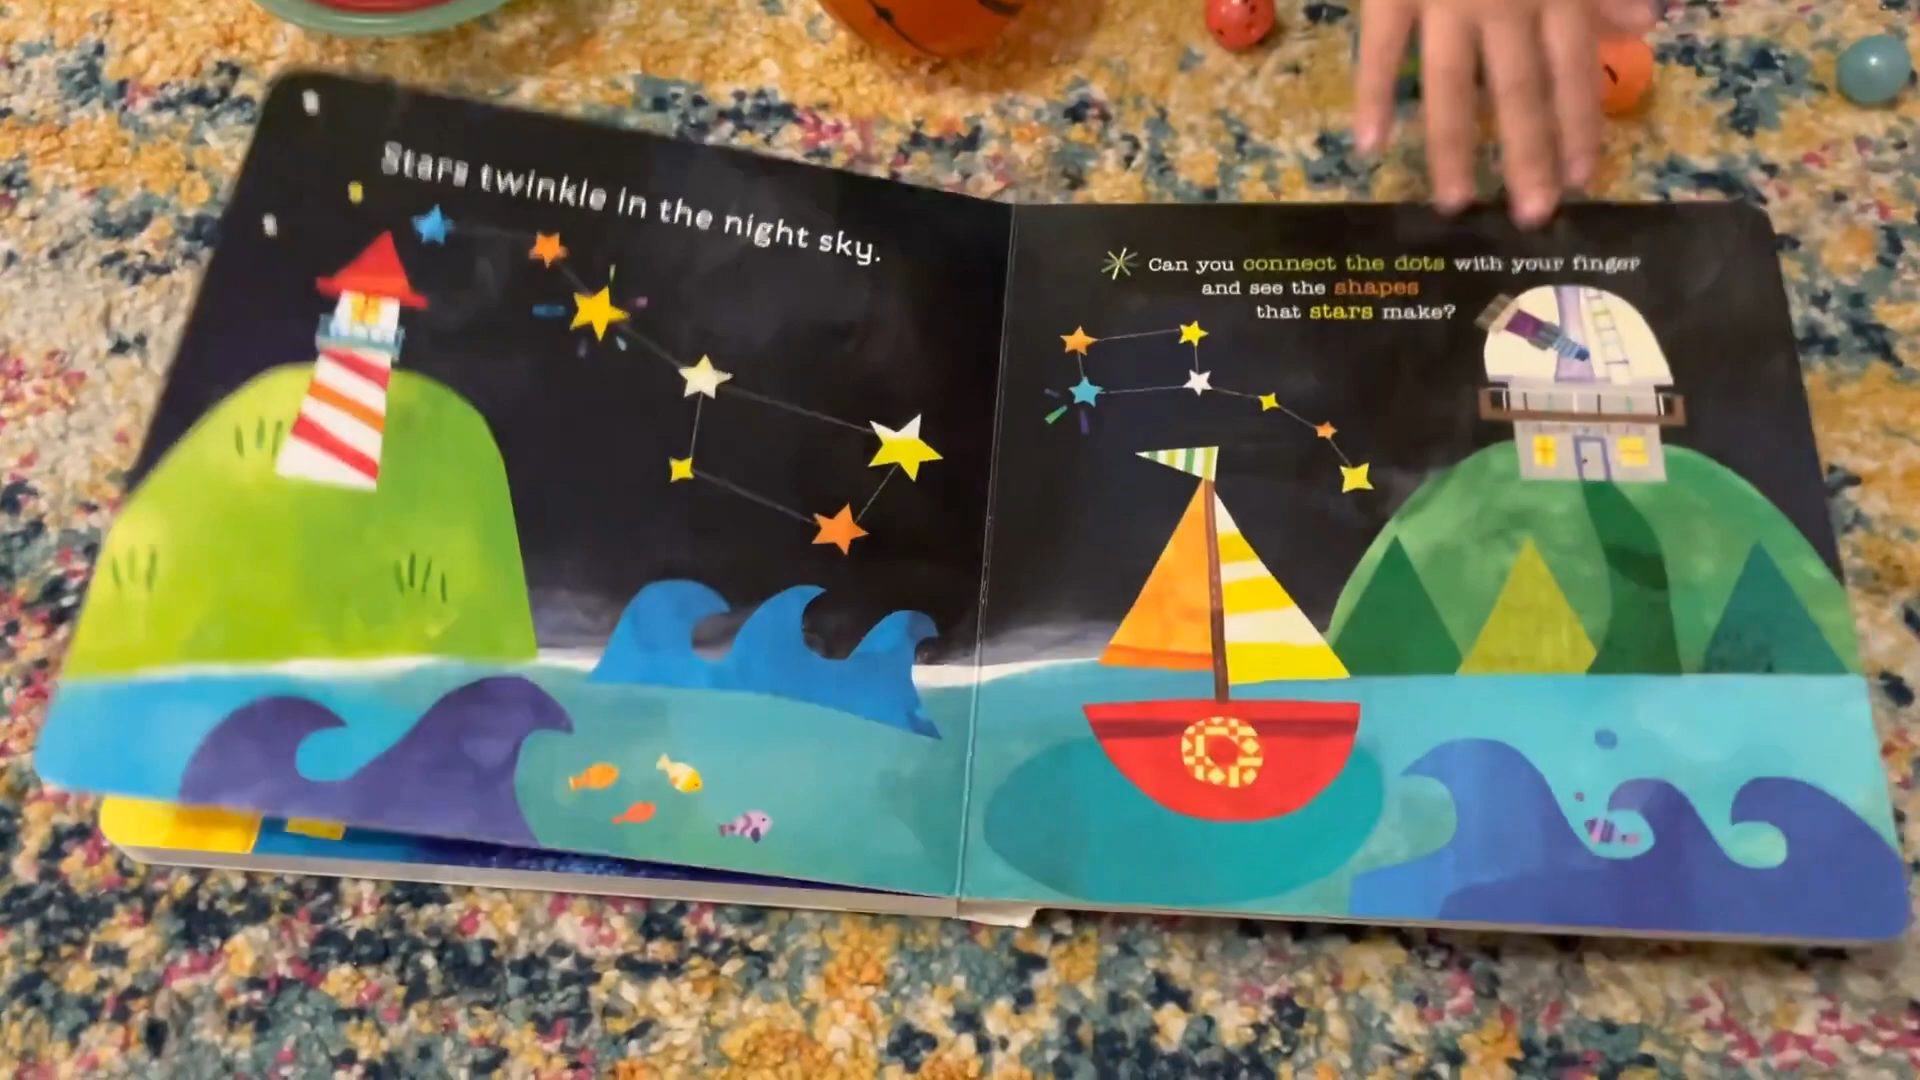 Stars twinkle in the night sky.
Can you connect the dots with your finger
and see the shapes
that stars make?